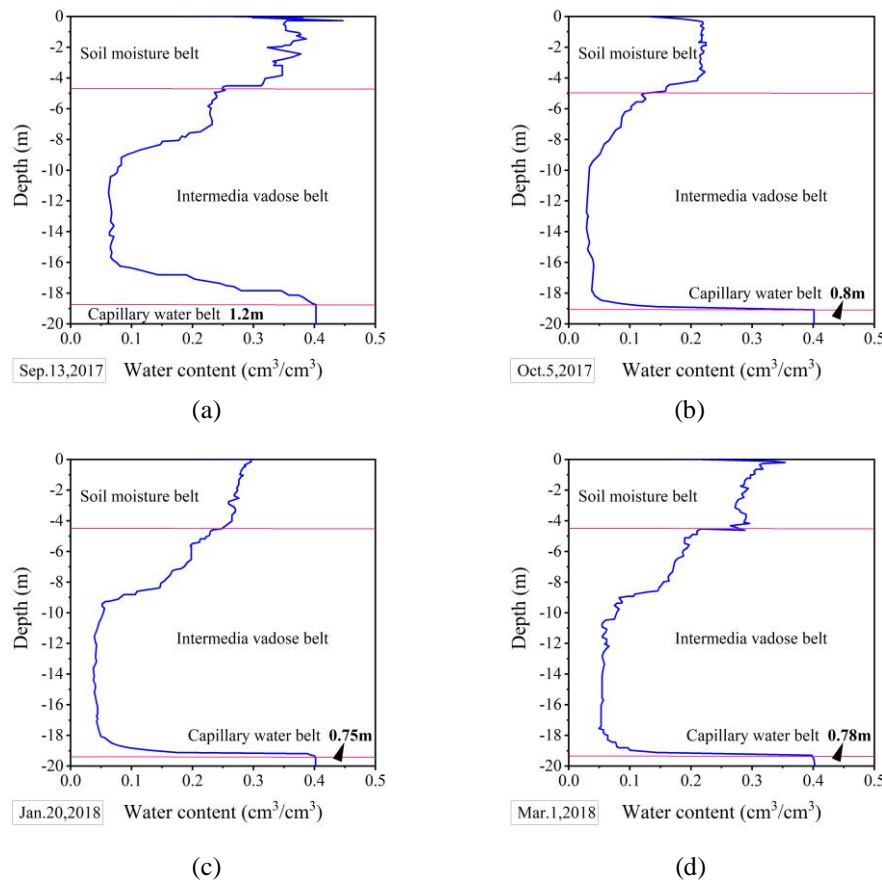 0
-2
-4
-6
-8
-10
-12
-14
-16
-18
-20
Depth (m)
Soil moisture belt
Intermedia vadose belt
Capillary water belt 1.2m
0.0 0.1 0.2 0.3 0.4 0.5
Sep.13,2017
Water content (cm³/cm³)
(a)
0
-2
-4
-6
-8
-10
-12
-14
-16
-18
-20
Depth (m)
Soil moisture belt
Intermedia vadose belt
Capillary water belt 0.8m
0.0 0.1 0.2 0.3 0.4 0.5
Oct.5,2017
Water content (cm³/cm³)
(b)
0
-2
-4
-6
-8
-10
-12
-14
-16
-18
-20
Depth (m)
Soil moisture belt
Intermedia vadose belt
Capillary water belt 0.75m
0.0 0.1 0.2 0.3 0.4 0.5
Jan.20,2018
Water content (cm³/cm³)
(c)
0
-2
-4
-6
-8
-10
-12
-14
-16
-18
-20
Depth (m)
Soil moisture belt
Intermedia vadose belt
Capillary water belt 0.78m
0.0 0.1 0.2 0.3 0.4 0.5
Mar.1,2018
Water content (cm³/cm³)
(d)